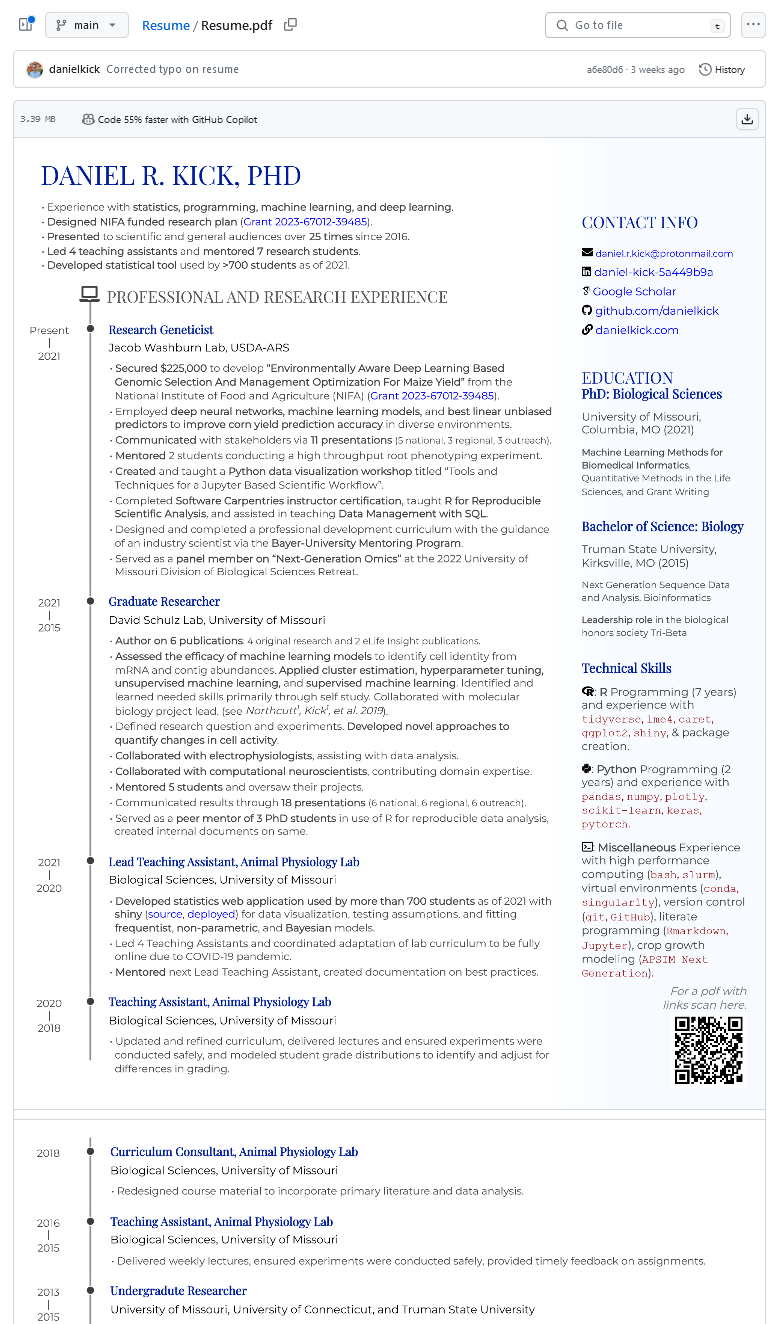 main
Resume / Resume.pdf
Go to file
t
danielkick Corrected typo on resume
a6e80d6 · 3 weeks ago
History
3.39 MB
Code 55% faster with GitHub Copilot
DANIEL R. KICK, PHD
· Experience with statistics, programming, machine learning, and deep learning.
· Designed NIFA funded research plan (Grant 2023-67012-39485).
· Presented to scientific and general audiences over 25 times since 2016.
· Led 4 teaching assistants and mentored 7 research students.
· Developed statistical tool used by >700 students as of 2021.
PROFESSIONAL AND RESEARCH EXPERIENCE
Present
|
2021
Research Geneticist
Jacob Washburn Lab, USDA-ARS
· Secured $225,000 to develop "Environmentally Aware Deep Learning Based
Genomic Selection And Management Optimization For Maize Yield" from the
National Institute of Food and Agriculture (NIFA) (Grant 2023-67012-39485).
· Employed deep neural networks, machine learning models, and best linear unbiased
predictors to improve corn yield prediction accuracy in diverse environments.
· Communicated with stakeholders via 11 presentations (5 national, 3 regional, 3 outreach).
· Mentored 2 students conducting a high throughput root phenotyping experiment.
· Created and taught a Python data visualization workshop titled "Tools and
Techniques for a Jupyter Based Scientific Workflow".
· Completed Software Carpentries instructor certification, taught R for Reproducible
Scientific Analysis, and assisted in teaching Data Management with SQL.
· Designed and completed a professional development curriculum with the guidance
of an industry scientist via the Bayer-University Mentoring Program.
· Served as a panel member on "Next-Generation Omics" at the 2022 University of
Missouri Division of Biological Sciences Retreat.
2021
|
2015
Graduate Researcher
David Schulz Lab, University of Missouri
· Author on 6 publications: 4 original research and 2 eLife Insight publications.
· Assessed the efficacy of machine learning models to identify cell identity from
mRNA and contig abundances. Applied cluster estimation, hyperparameter tuning,
unsupervised machine learning, and supervised machine learning. Identified and
learned needed skills primarily through self study. Collaborated with molecular
biology project lead. (see Northcutt¹, Kick¹, et al. 2019).
· Defined research question and experiments. Developed novel approaches to
quantify changes in cell activity.
· Collaborated with electrophysiologists, assisting with data analysis.
· Collaborated with computational neuroscientists, contributing domain expertise.
· Mentored 5 students and oversaw their projects.
· Communicated results through 18 presentations (6 national, 6 regional, 6 outreach).
· Served as a peer mentor of 3 PhD students in use of R for reproducible data analysis,
created internal documents on same.
2021
|
2020
Lead Teaching Assistant, Animal Physiology Lab
Biological Sciences, University of Missouri
· Developed statistics web application used by more than 700 students as of 2021 with
shiny (source, deployed) for data visualization, testing assumptions, and fitting
frequentist, non-parametric, and Bayesian models.
· Led 4 Teaching Assistants and coordinated adaptation of lab curriculum to be fully
online due to COVID-19 pandemic.
· Mentored next Lead Teaching Assistant, created documentation on best practices.
2020
|
2018
Teaching Assistant, Animal Physiology Lab
Biological Sciences, University of Missouri
· Updated and refined curriculum, delivered lectures and ensured experiments were
conducted safely, and modeled student grade distributions to identify and adjust for
differences in grading.
CONTACT INFO
daniel.r.kick@protonmail.com
daniel-kick-5a449b9a
Google Scholar
github.com/danielkick
danielkick.com
EDUCATION
PhD: Biological Sciences
University of Missouri,
Columbia, MO (2021)
Machine Learning Methods for
Biomedical Informatics,
Quantitative Methods in the Life
Sciences, and Grant Writing
Bachelor of Science: Biology
Truman State University,
Kirksville, MO (2015)
Next Generation Sequence Data
and Analysis, Bioinformatics
Leadership role in the biological
honors society Tri-Beta
Technical Skills
: R Programming (7 years)
and experience with
tidyverse, lme4, caret,
ggplot2, shiny, & package
creation.
: Python Programming (2
years) and experience with
pandas, numpy, plotly,
scikit-learn, keras,
pytorch.
: Miscellaneous Experience
with high performance
computing (bash, slurm),
virtual environments (conda,
singularity), version control
(git, GitHub), literate
programming (Rmarkdown,
Jupyter), crop growth
modeling (APSIM Next
Generation).
For a pdf with
links scan here.
2018
Curriculum Consultant, Animal Physiology Lab
Biological Sciences, University of Missouri
· Redesigned course material to incorporate primary literature and data analysis.
2016
|
2015
Teaching Assistant, Animal Physiology Lab
Biological Sciences, University of Missouri
· Delivered weekly lectures, ensured experiments were conducted safely, provided timely feedback on assignments.
2013
|
2015
Undergradute Researcher
University of Missouri, University of Connecticut, and Truman State University